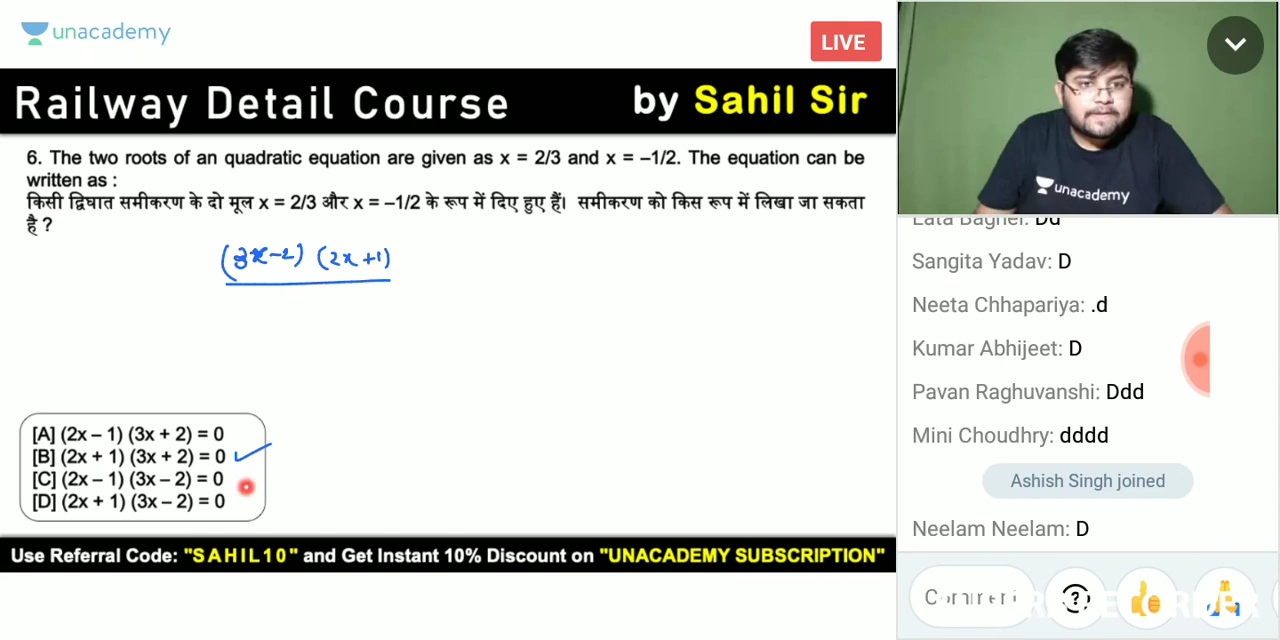 unacademy
LIVE
Railway Detail Course by Sahil Sir
6. The two roots of an quadratic equation are given as x = 2/3 and x = –1/2. The equation can be
written as :
किसी द्विघात समीकरण के दो मूल x = 2/3 और x = –1/2 के रूप में दिए हुए हैं। समीकरण को किस रूप में लिखा जा सकता
है ?
(3x-2) (2x+1)
[A] (2x – 1) (3x + 2) = 0
[B] (2x + 1) (3x + 2) = 0
[C] (2x – 1) (3x – 2) = 0
[D] (2x + 1) (3x – 2) = 0
Use Referral Code: "SAHIL10" and Get Instant 10% Discount on "UNACADEMY SUBSCRIPTION"
unacademy
Lata Baghel: Dd
Sangita Yadav: D
Neeta Chhapariya: .d
Kumar Abhijeet: D
Pavan Raghuvanshi: Ddd
Mini Choudhry: dddd
Ashish Singh joined
Neelam Neelam: D